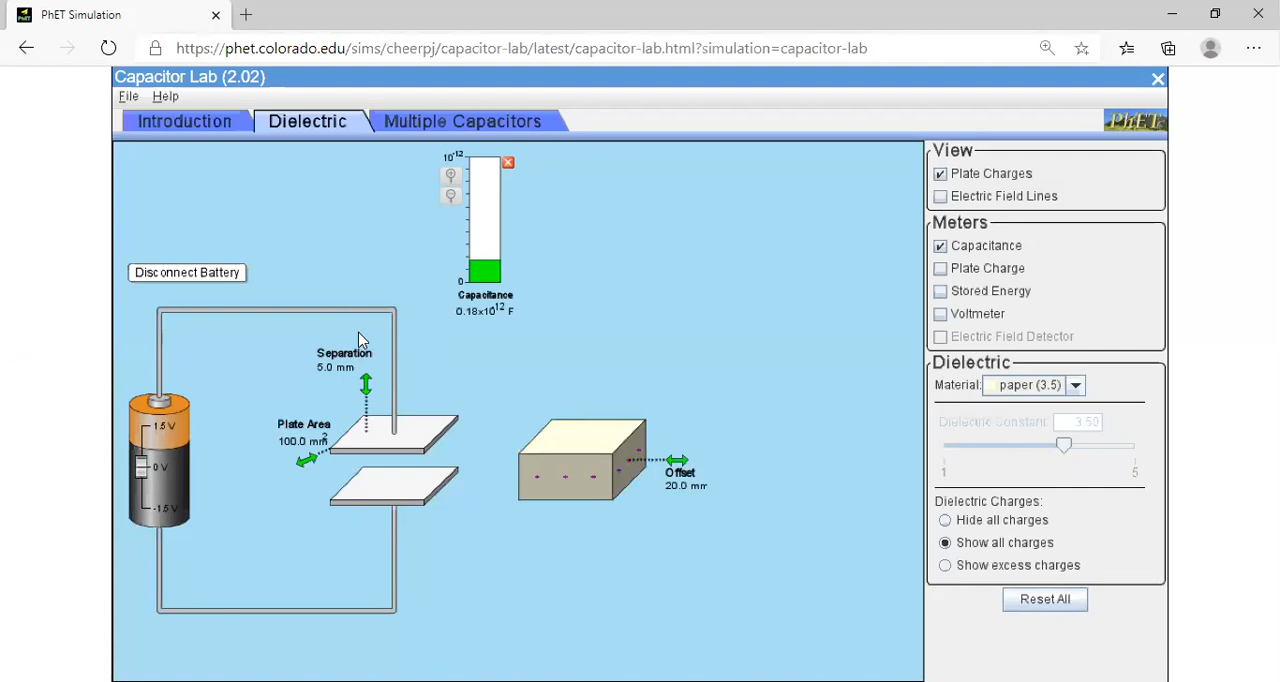 PhET Simulation
https://phet.colorado.edu/sims/cheerpj/capacitor-lab/latest/capacitor-lab.html?simulation=capacitor-lab
Capacitor Lab (2.02)
File Help
Introduction Dielectric Multiple Capacitors
PhET
10-12
0
Capacitance
0.18x10 12 F
Disconnect Battery
Separation
5.0 mm
Plate Area
100.0 mm2
1.5 V
0 V
-1.5 V
Offset
20.0 mm
View
Plate Charges
Electric Field Lines
Meters
Capacitance
Plate Charge
Stored Energy
Voltmeter
Electric Field Detector
Dielectric
Material: paper (3.5)
Dielectric Constant: 3.50
1 5
Dielectric Charges:
Hide all charges
Show all charges
Show excess charges
Reset All